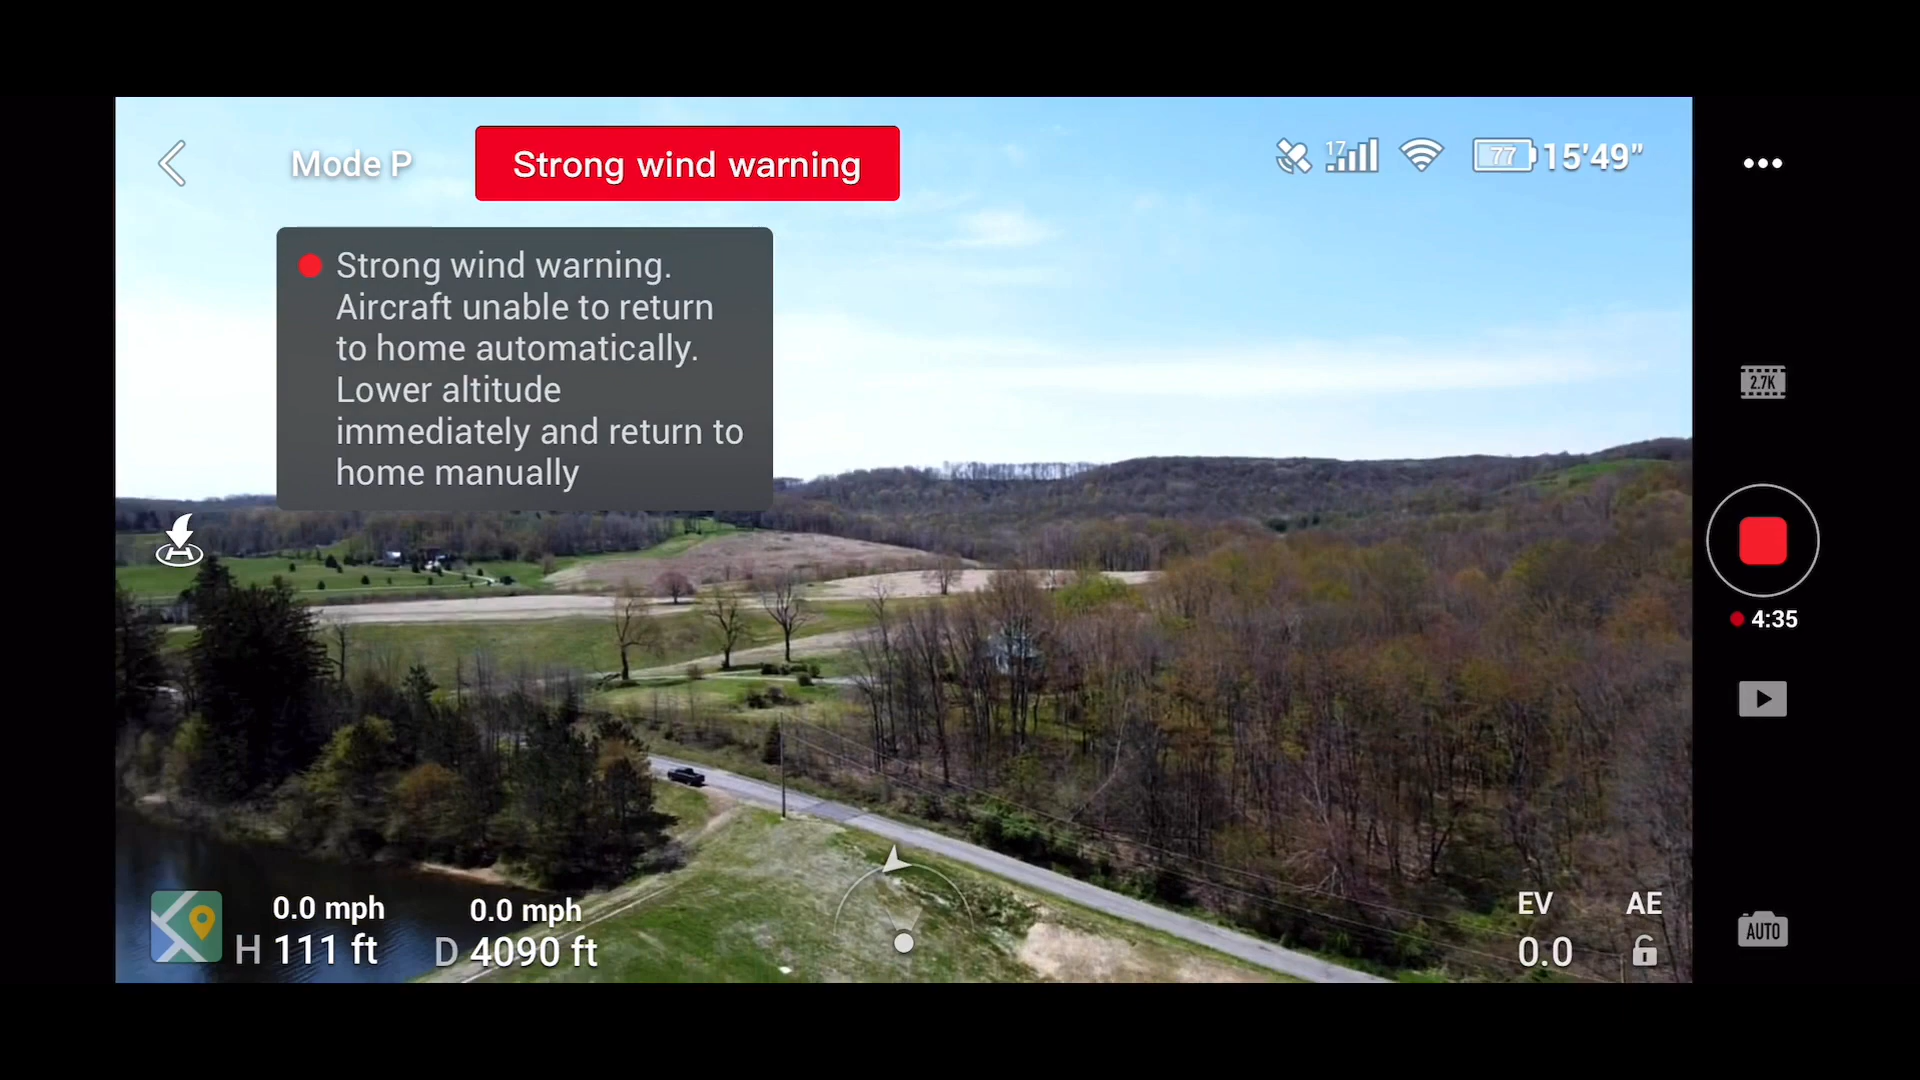 Mode P
Strong wind warning
17
77
15'49"
Strong wind warning.
Aircraft unable to return
to home automatically.
Lower altitude
immediately and return to
home manually
2.7K
4:35
0.0 mph
0.0 mph
H 111 ft
D 4090 ft
EV
AE
0.0
AUTO